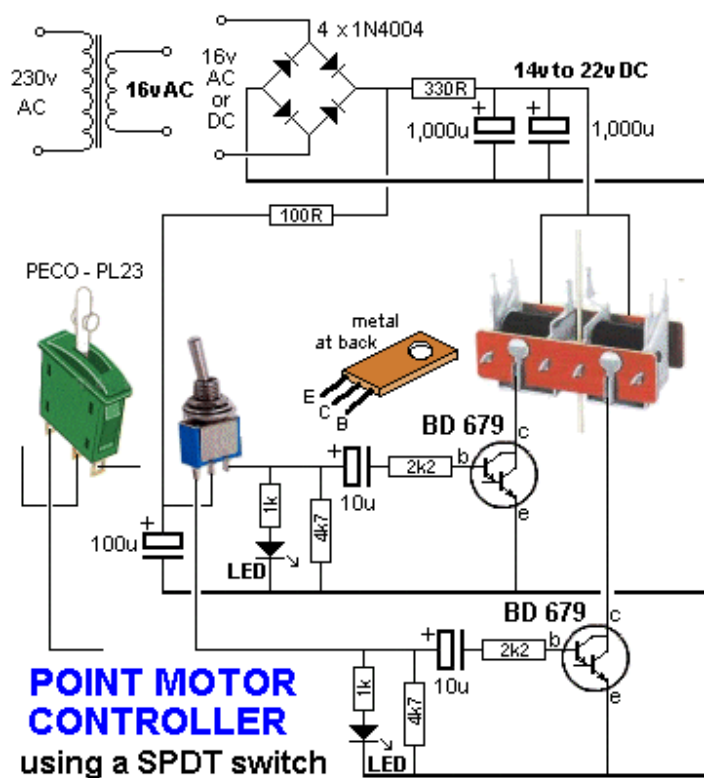 4 x 1N4004
230v
AC
16v AC
16v
AC
or
DC
14v to 22v DC
330R
+
+
1,000u
1,000u
100R
PECO - PL23
metal
at back
E
C
B
BD 679
c
b
e
+
10u
2k2
1k
4k7
+
100u
LED
BD 679
c
b
e
+
10u
2k2
1k
4k7
LED
POINT MOTOR
CONTROLLER
using a SPDT switch